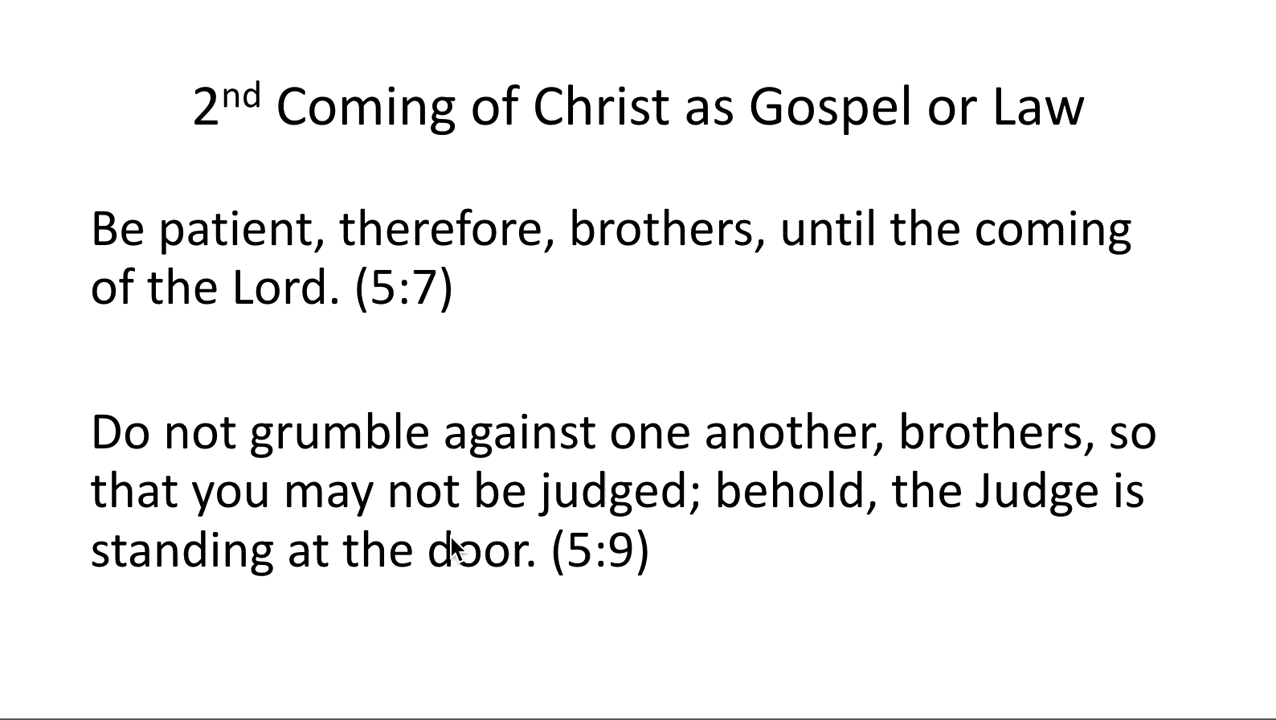 2nd Coming of Christ as Gospel or Law
Be patient, therefore, brothers, until the coming
of the Lord. (5:7)
Do not grumble against one another, brothers, so
that you may not be judged; behold, the Judge is
standing at the door. (5:9)